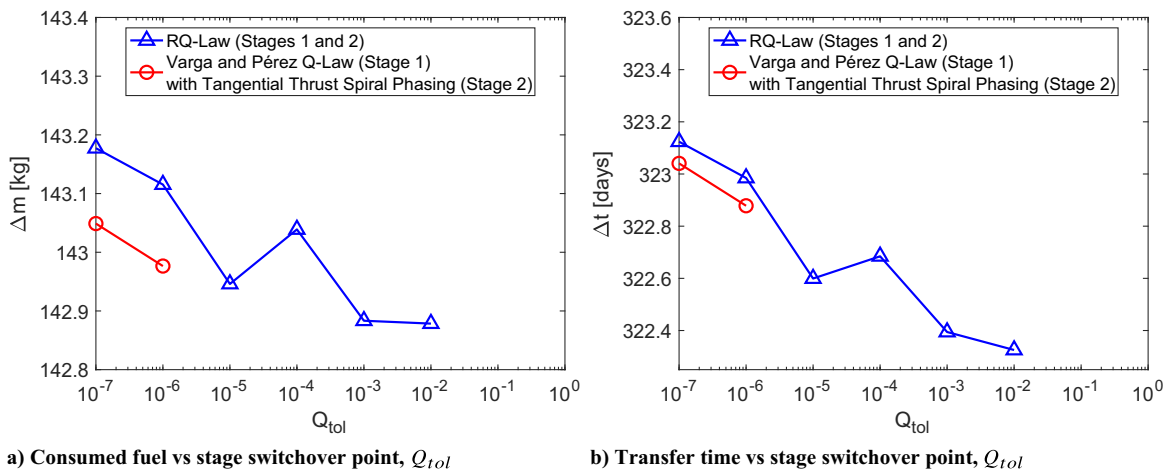 143.4
143.3
143.2
143.1
143
142.9
142.8
Δm [kg]
RQ-Law (Stages 1 and 2)
Varga and Pérez Q-Law (Stage 1)
with Tangential Thrust Spiral Phasing (Stage 2)
10^-7 10^-6 10^-5 10^-4 10^-3 10^-2 10^-1 10^0
Q_tol
a) Consumed fuel vs stage switchover point, Q_tol
323.6
323.4
323.2
323
322.8
322.6
322.4
Δt [days]
RQ-Law (Stages 1 and 2)
Varga and Pérez Q-Law (Stage 1)
with Tangential Thrust Spiral Phasing (Stage 2)
10^-7 10^-6 10^-5 10^-4 10^-3 10^-2 10^-1 10^0
Q_tol
b) Transfer time vs stage switchover point, Q_tol